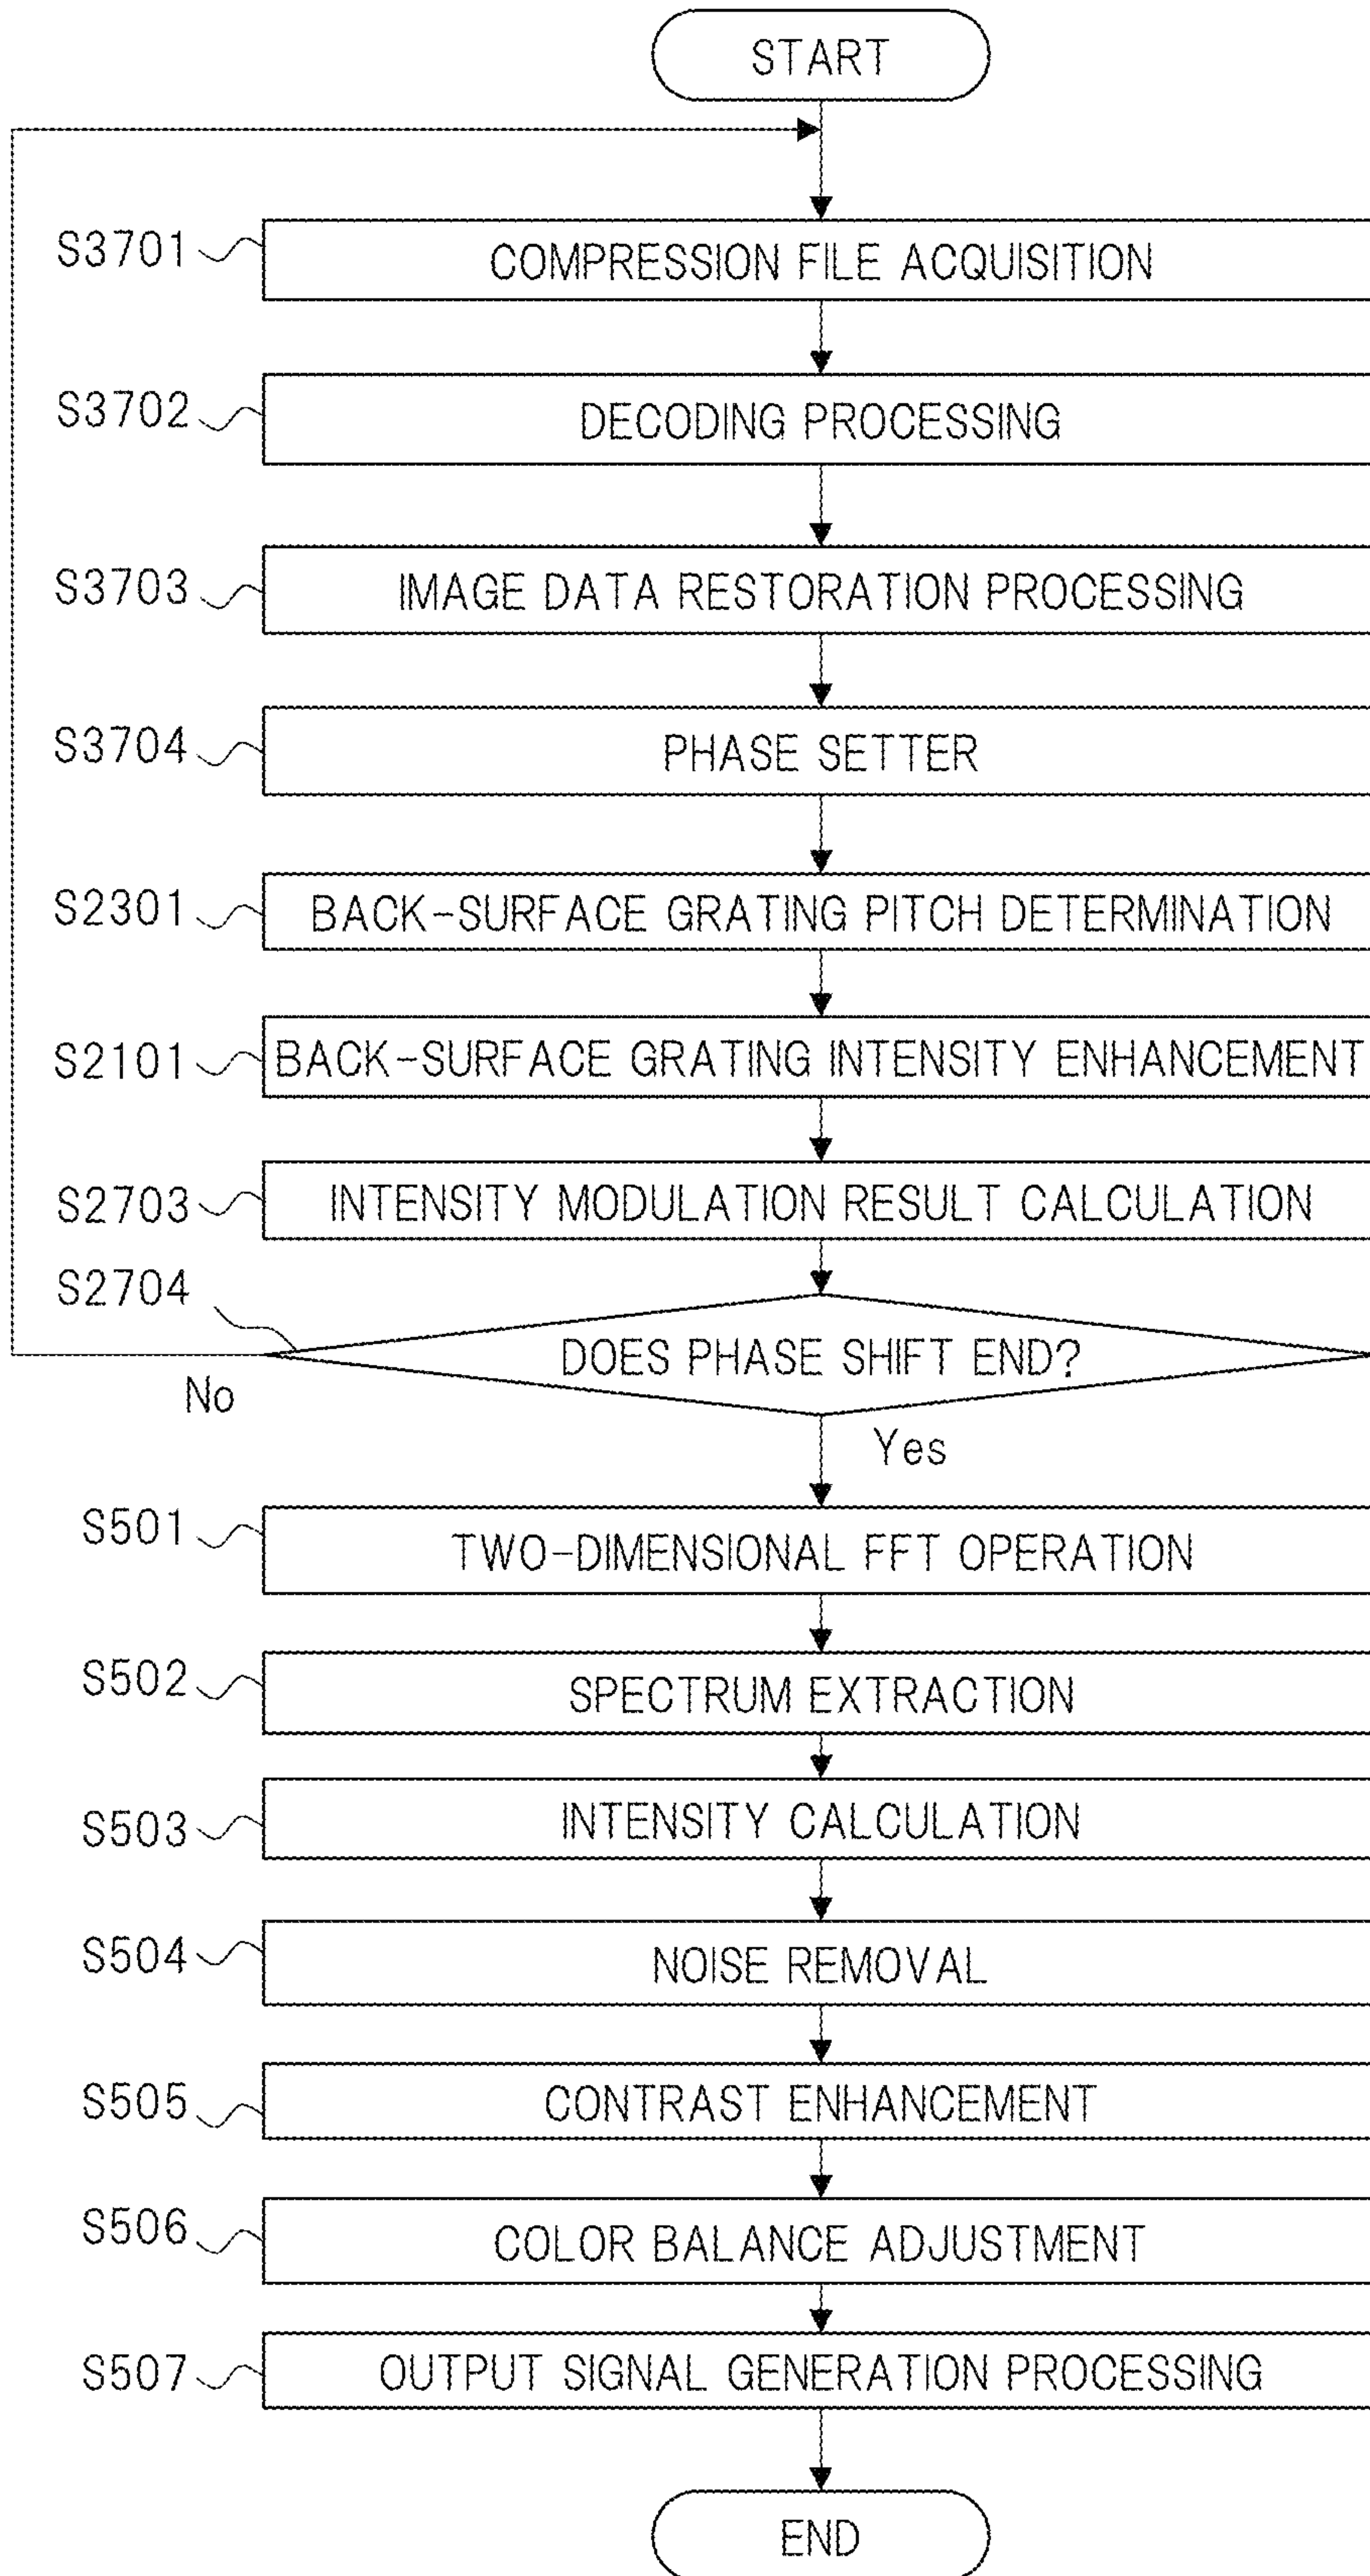 START
S3701
COMPRESSION FILE ACQUISITION
S3702
DECODING PROCESSING
S3703
IMAGE DATA RESTORATION PROCESSING
S3704
PHASE SETTER
S2301
BACK-SURFACE GRATING PITCH DETERMINATION
S2101
BACK-SURFACE GRATING INTENSITY ENHANCEMENT
S2703
INTENSITY MODULATION RESULT CALCULATION
S2704
DOES PHASE SHIFT END?
No
Yes
S501
TWO-DIMENSIONAL FFT OPERATION
S502
SPECTRUM EXTRACTION
S503
INTENSITY CALCULATION
S504
NOISE REMOVAL
S505
CONTRAST ENHANCEMENT
S506
COLOR BALANCE ADJUSTMENT
S507
OUTPUT SIGNAL GENERATION PROCESSING
END